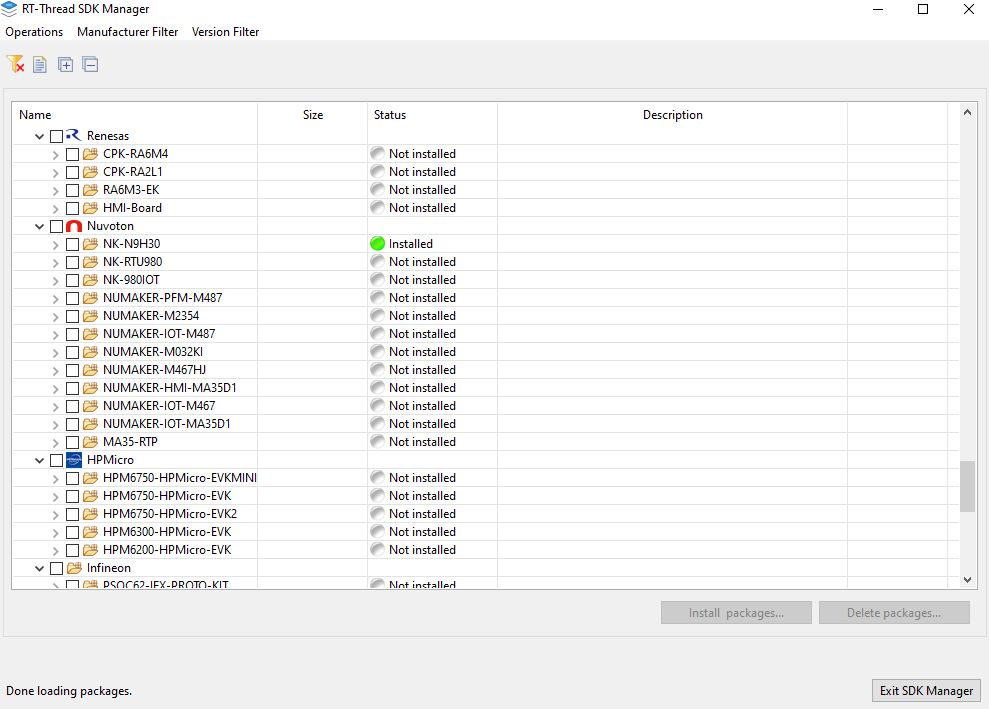 RT-Thread SDK Manager
Operations Manufacturer Filter Version Filter
Name Size Status Description
Renesas
CPK-RA6M4 Not installed
CPK-RA2L1 Not installed
RA6M3-EK Not installed
HMI-Board Not installed
Nuvoton
NK-N9H30 Installed
NK-RTU980 Not installed
NK-980IOT Not installed
NUMAKER-PFM-M487 Not installed
NUMAKER-M2354 Not installed
NUMAKER-IOT-M487 Not installed
NUMAKER-M032KI Not installed
NUMAKER-M467HJ Not installed
NUMAKER-HMI-MA35D1 Not installed
NUMAKER-IOT-M467 Not installed
NUMAKER-IOT-MA35D1 Not installed
MA35-RTP Not installed
HPMicro
HPM6750-HPMicro-EVKMINI Not installed
HPM6750-HPMicro-EVK Not installed
HPM6750-HPMicro-EVK2 Not installed
HPM6300-HPMicro-EVK Not installed
HPM6200-HPMicro-EVK Not installed
Infineon
PSOC62-IFX-PROTO-KIT Not installed
Install packages... Delete packages...
Done loading packages. Exit SDK Manager